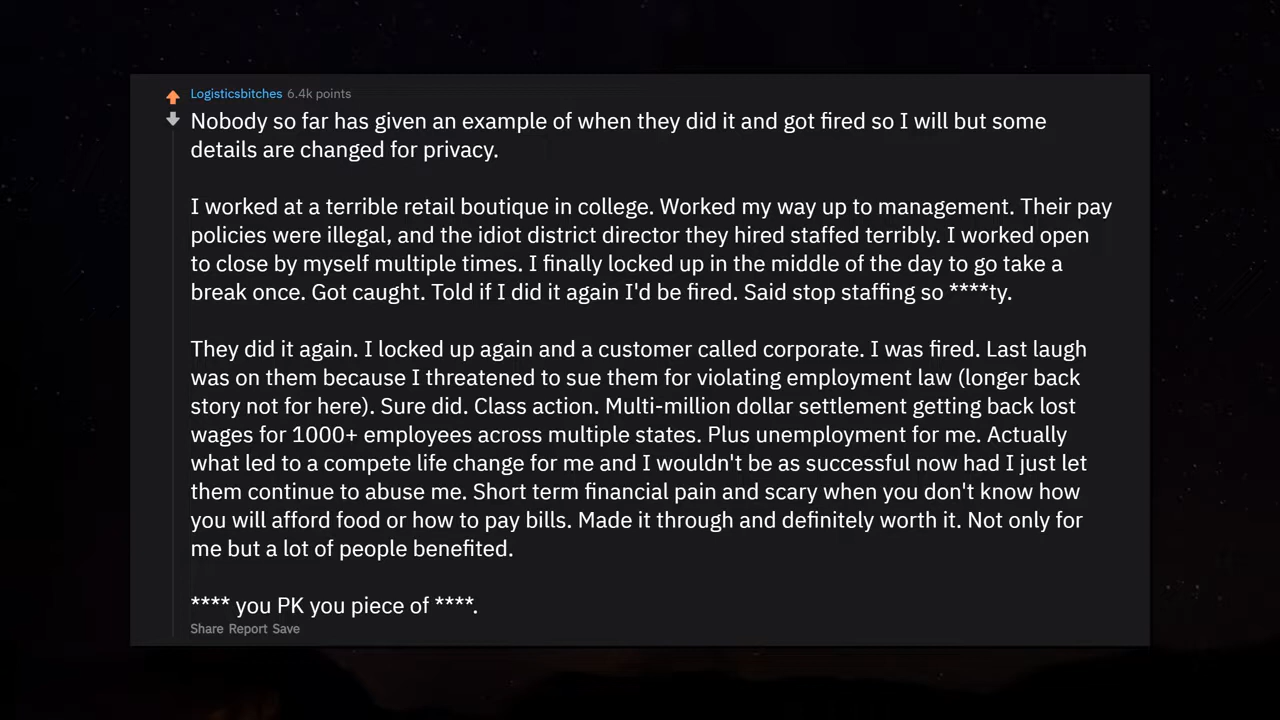 Logisticsbitches 6.4k points
Nobody so far has given an example of when they did it and got fired so I will but some
details are changed for privacy.
I worked at a terrible retail boutique in college. Worked my way up to management. Their pay
policies were illegal, and the idiot district director they hired staffed terribly. I worked open
to close by myself multiple times. I finally locked up in the middle of the day to go take a
break once. Got caught. Told if I did it again I'd be fired. Said stop staffing so ****ty.
They did it again. I locked up again and a customer called corporate. I was fired. Last laugh
was on them because I threatened to sue them for violating employment law (longer back
story not for here). Sure did. Class action. Multi-million dollar settlement getting back lost
wages for 1000+ employees across multiple states. Plus unemployment for me. Actually
what led to a compete life change for me and I wouldn't be as successful now had I just let
them continue to abuse me. Short term financial pain and scary when you don't know how
you will afford food or how to pay bills. Made it through and definitely worth it. Not only for
me but a lot of people benefited.
**** you PK you piece of ****.
Share Report Save